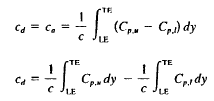 c_d = c_a = \frac{1}{c} \int_{LE}^{TE} (C_{p,u} - C_{p,l}) dy
c_d = \frac{1}{c} \int_{LE}^{TE} C_{p,u} dy - \frac{1}{c} \int_{LE}^{TE} C_{p,l} dy